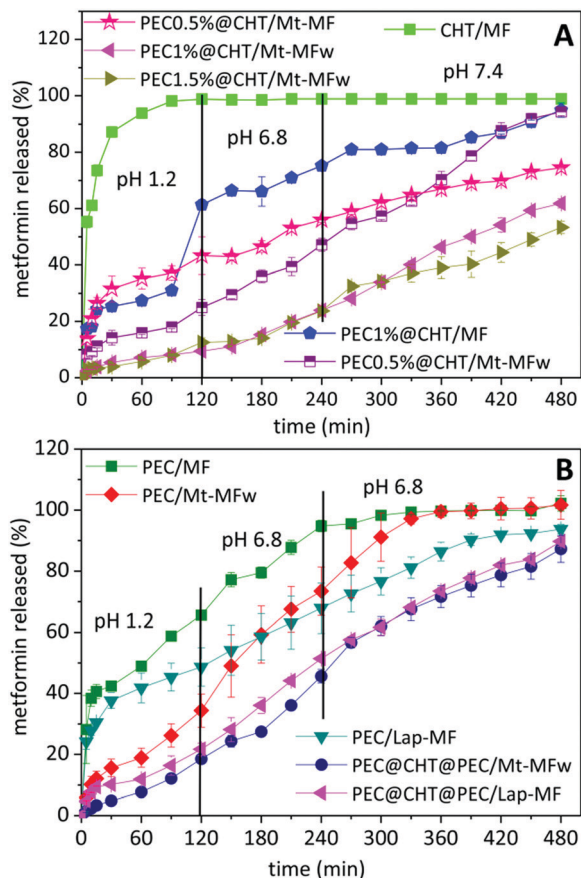 PEC0.5%@CHT/Mt-MF
CHT/MF
A
PEC1%@CHT/Mt-MFw
PEC1.5%@CHT/Mt-MFw
pH 7.4
pH 6.8
pH 1.2
PEC1%@CHT/MF
PEC0.5%@CHT/Mt-MFw
metformin released (%)
0
20
40
60
80
100
120
0 60 120 180 240 300 360 420 480
time (min)
PEC/MF
B
PEC/Mt-MFw
pH 6.8
pH 6.8
pH 1.2
PEC/Lap-MF
PEC@CHT@PEC/Mt-MFw
PEC@CHT@PEC/Lap-MF
metformin released (%)
0
20
40
60
80
100
0 60 120 180 240 300 360 420 480
time (min)